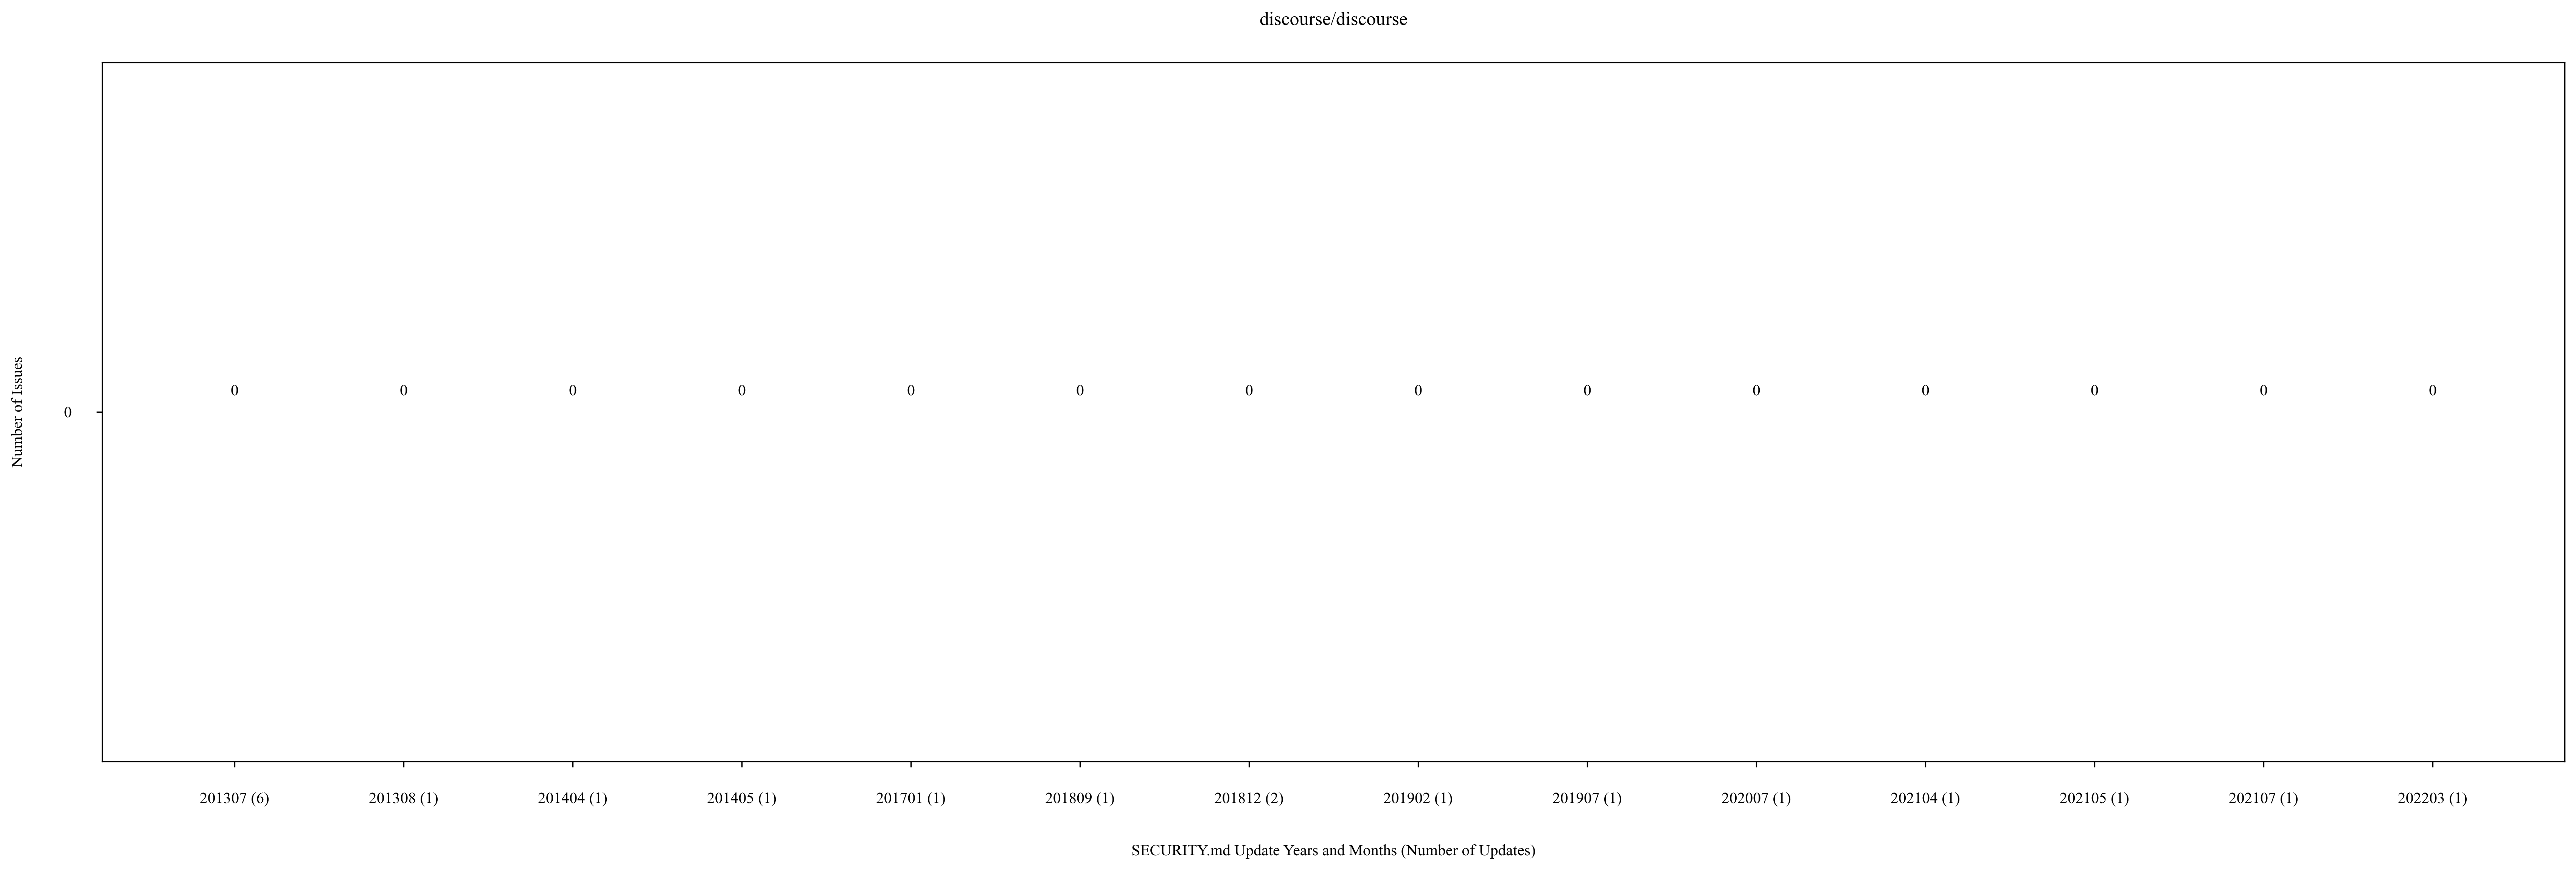 discourse/discourse
Number of Issues
0
0 0 0 0 0 0 0 0 0 0 0 0 0 0
201307 (6) 201308 (1) 201404 (1) 201405 (1) 201701 (1) 201809 (1) 201812 (2) 201902 (1) 201907 (1) 202007 (1) 202104 (1) 202105 (1) 202107 (1) 202203 (1)
SECURITY.md Update Years and Months (Number of Updates)